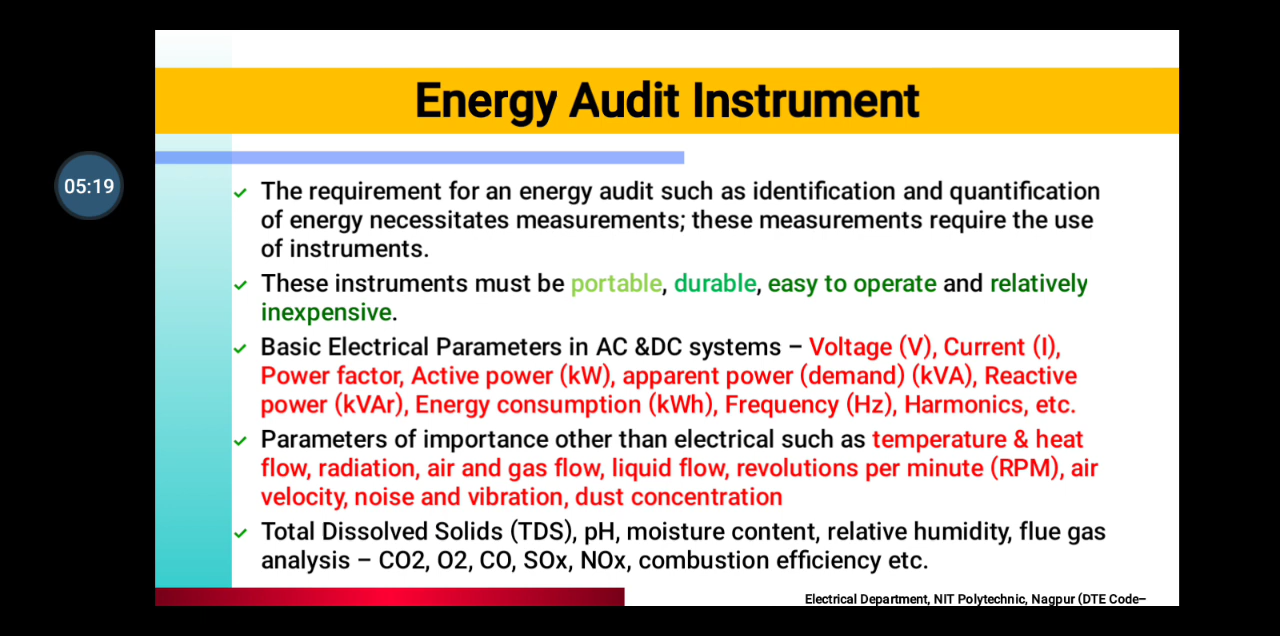 Energy Audit Instrument
05:19
The requirement for an energy audit such as identification and quantification
of energy necessitates measurements; these measurements require the use
of instruments.
These instruments must be portable, durable, easy to operate and relatively
inexpensive.
Basic Electrical Parameters in AC &DC systems – Voltage (V), Current (I),
Power factor, Active power (kW), apparent power (demand) (kVA), Reactive
power (kVAr), Energy consumption (kWh), Frequency (Hz), Harmonics, etc.
Parameters of importance other than electrical such as temperature & heat
flow, radiation, air and gas flow, liquid flow, revolutions per minute (RPM), air
velocity, noise and vibration, dust concentration
Total Dissolved Solids (TDS), pH, moisture content, relative humidity, flue gas
analysis – CO2, O2, CO, SOx, NOx, combustion efficiency etc.
Electrical Department, NIT Polytechnic, Nagpur (DTE Code–